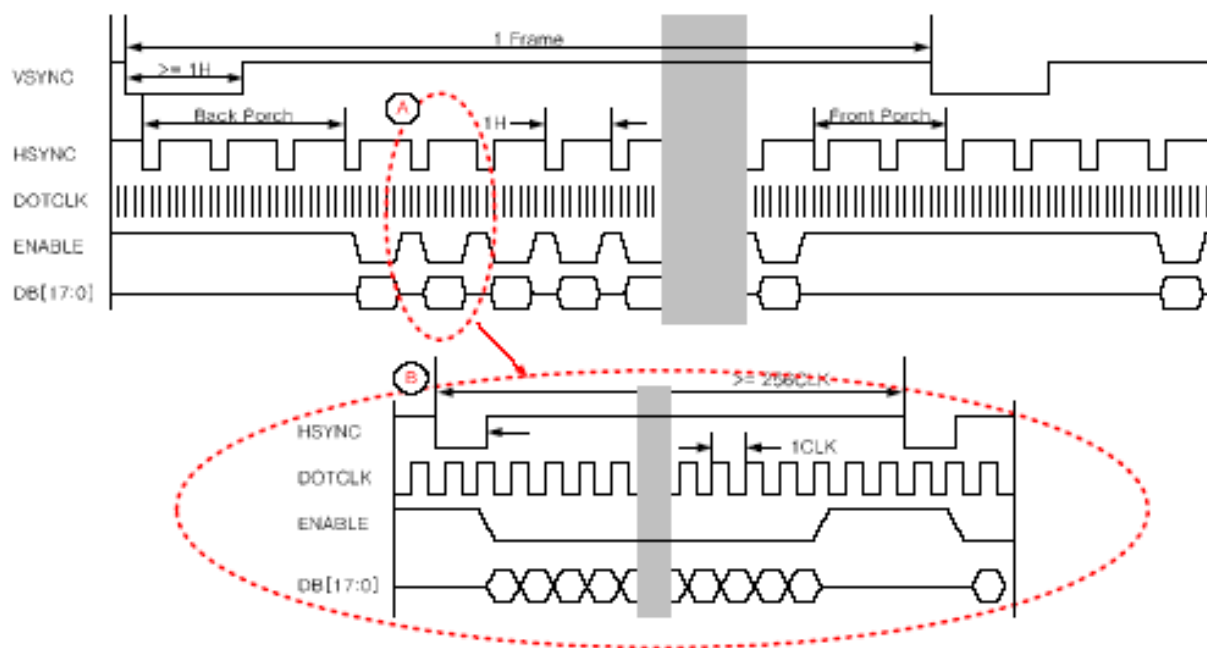 1 Frame
>= 1H
VSYNC
A
Back Porch
1H
Front Porch
HSYNC
DOTCLK
ENABLE
DB[17:0]
B
>= 256CLK
HSYNC
1CLK
DOTCLK
ENABLE
DB[17:0]